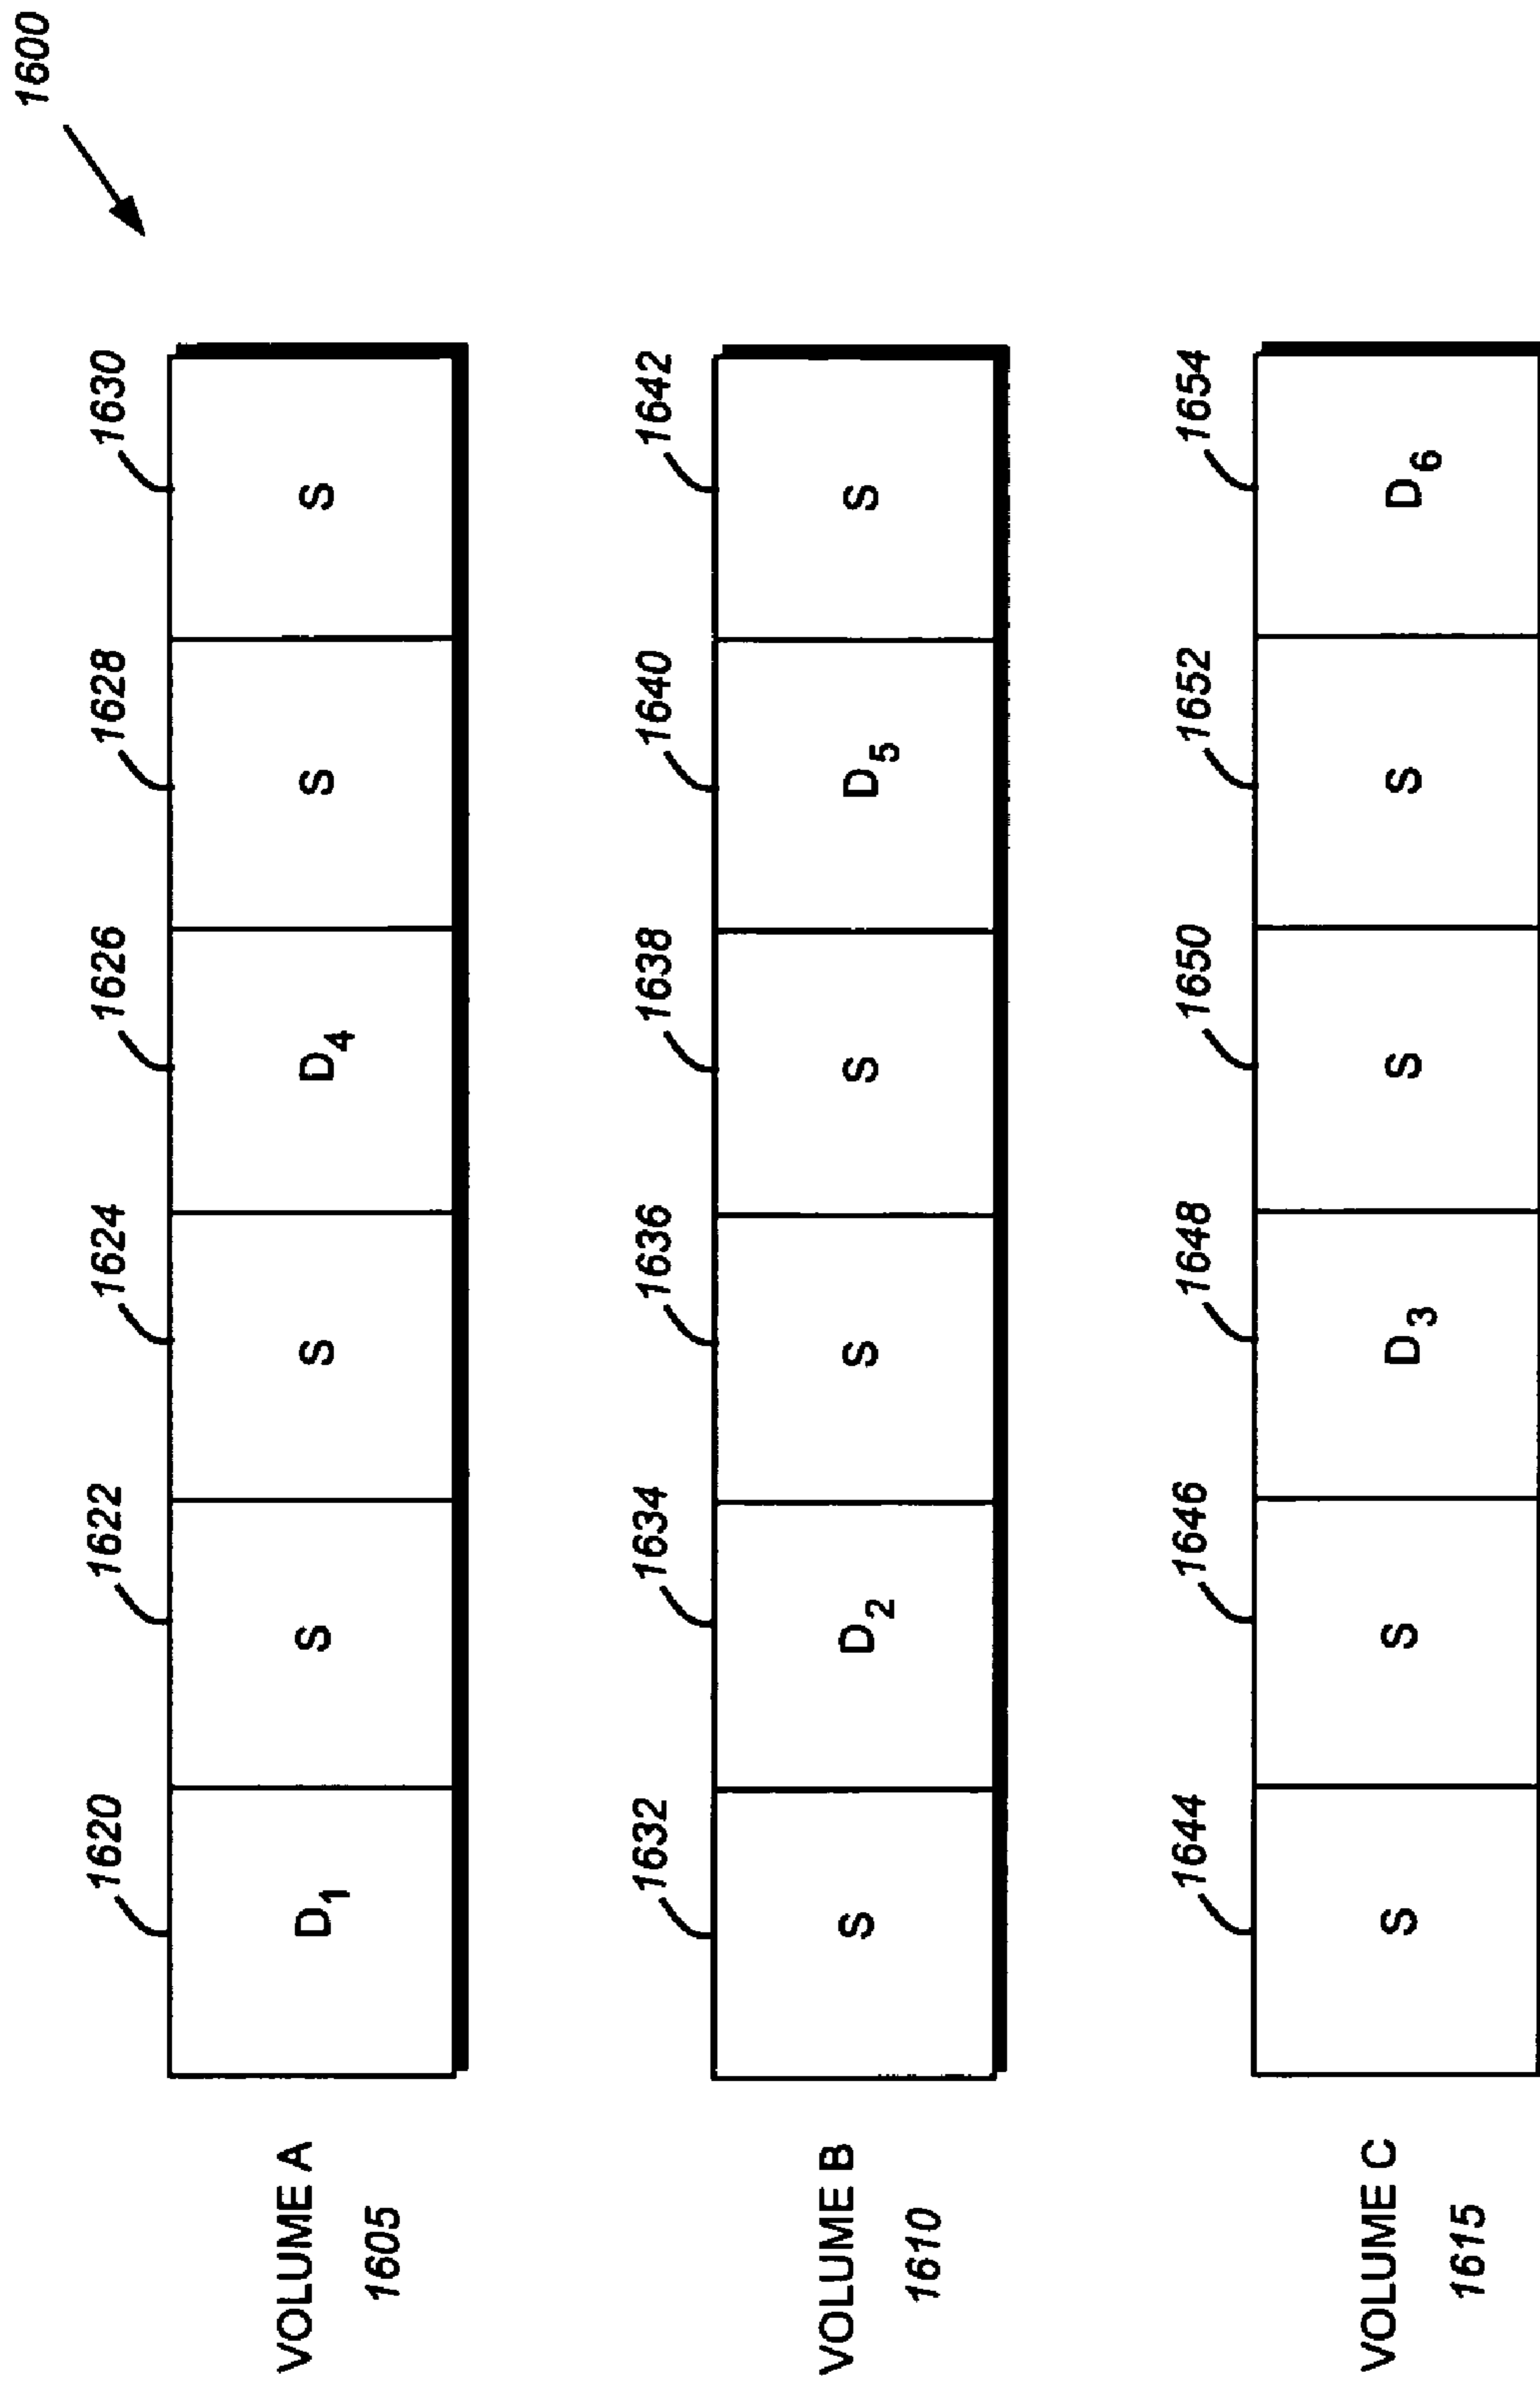 1600
1620 1622 1624 1626 1628 1630
VOLUME A
1605
D1 S S D4 S S
1632 1634 1636 1638 1640 1642
VOLUME B
1610
S D2 S S D5 S
1644 1646 1648 1650 1652 1654
VOLUME C
1615
S S D3 S S D6